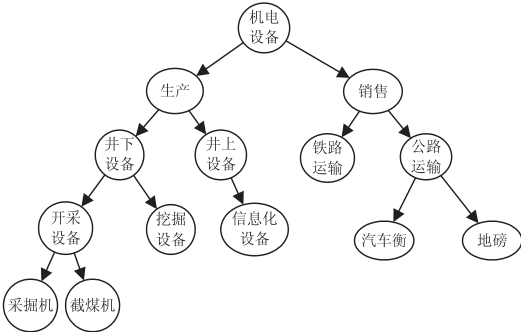 机电
设备
生产
销售
井下
设备
井上
设备
铁路
运输
公路
运输
开采
设备
挖掘
设备
信息化
设备
汽车衡
地磅
采掘机
截煤机